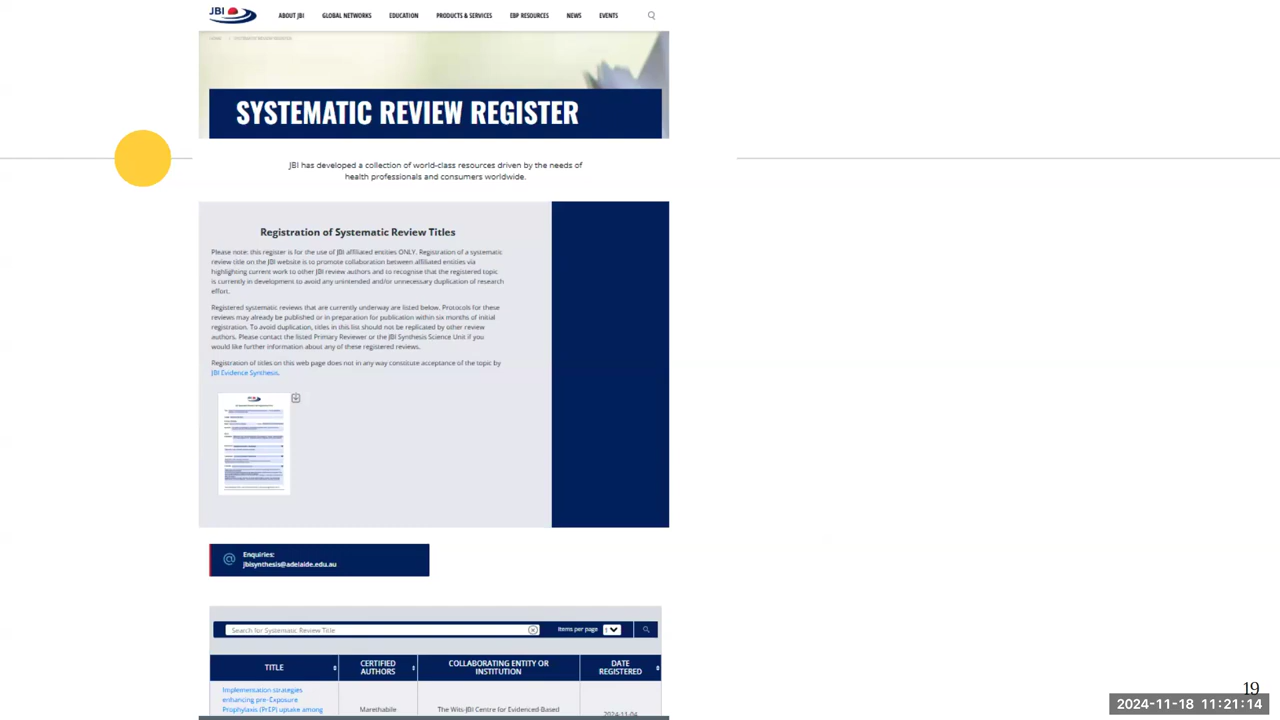 JBI
ABOUT JBI GLOBAL NETWORKS EDUCATION PRODUCTS & SERVICES EBP RESOURCES NEWS EVENTS
HOME SYSTEMATIC REVIEW REGISTER
SYSTEMATIC REVIEW REGISTER
JBI has developed a collection of world-class resources driven by the needs of
health professionals and consumers worldwide.
Registration of Systematic Review Titles
Please note: this register is for the use of JBI affiliated entities ONLY. Registration of a systematic
review title on the JBI website is to promote collaboration between affiliated entities via
highlighting current work to other JBI review authors and to recognise that the registered topic
is currently in development to avoid any unintended and/or unnecessary duplication of research
effort.
Registered systematic reviews that are currently underway are listed below. Protocols for these
reviews may already be published or in preparation for publication within six months of initial
registration. To avoid duplication, titles in this list should not be replicated by other review
authors. Please contact the listed Primary Reviewer or the JBI Synthesis Science Unit if you
would like further information about any of these registered reviews.
Registration of titles on this web page does not in any way constitute acceptance of the topic by
JBI Evidence Synthesis.
@
Enquiries:
jbisynthesis@adelaide.edu.au
Search for Systematic Review Title
Items per page
TITLE
CERTIFIED
AUTHORS
COLLABORATING ENTITY OR
INSTITUTION
DATE
REGISTERED
Implementation strategies
enhancing pre-Exposure
Prophylaxis (PrEP) uptake among
Marethabile
The Wits-JBI Centre for Evidenced-Based
2024-11-04
19
2024-11-18 11:21:14